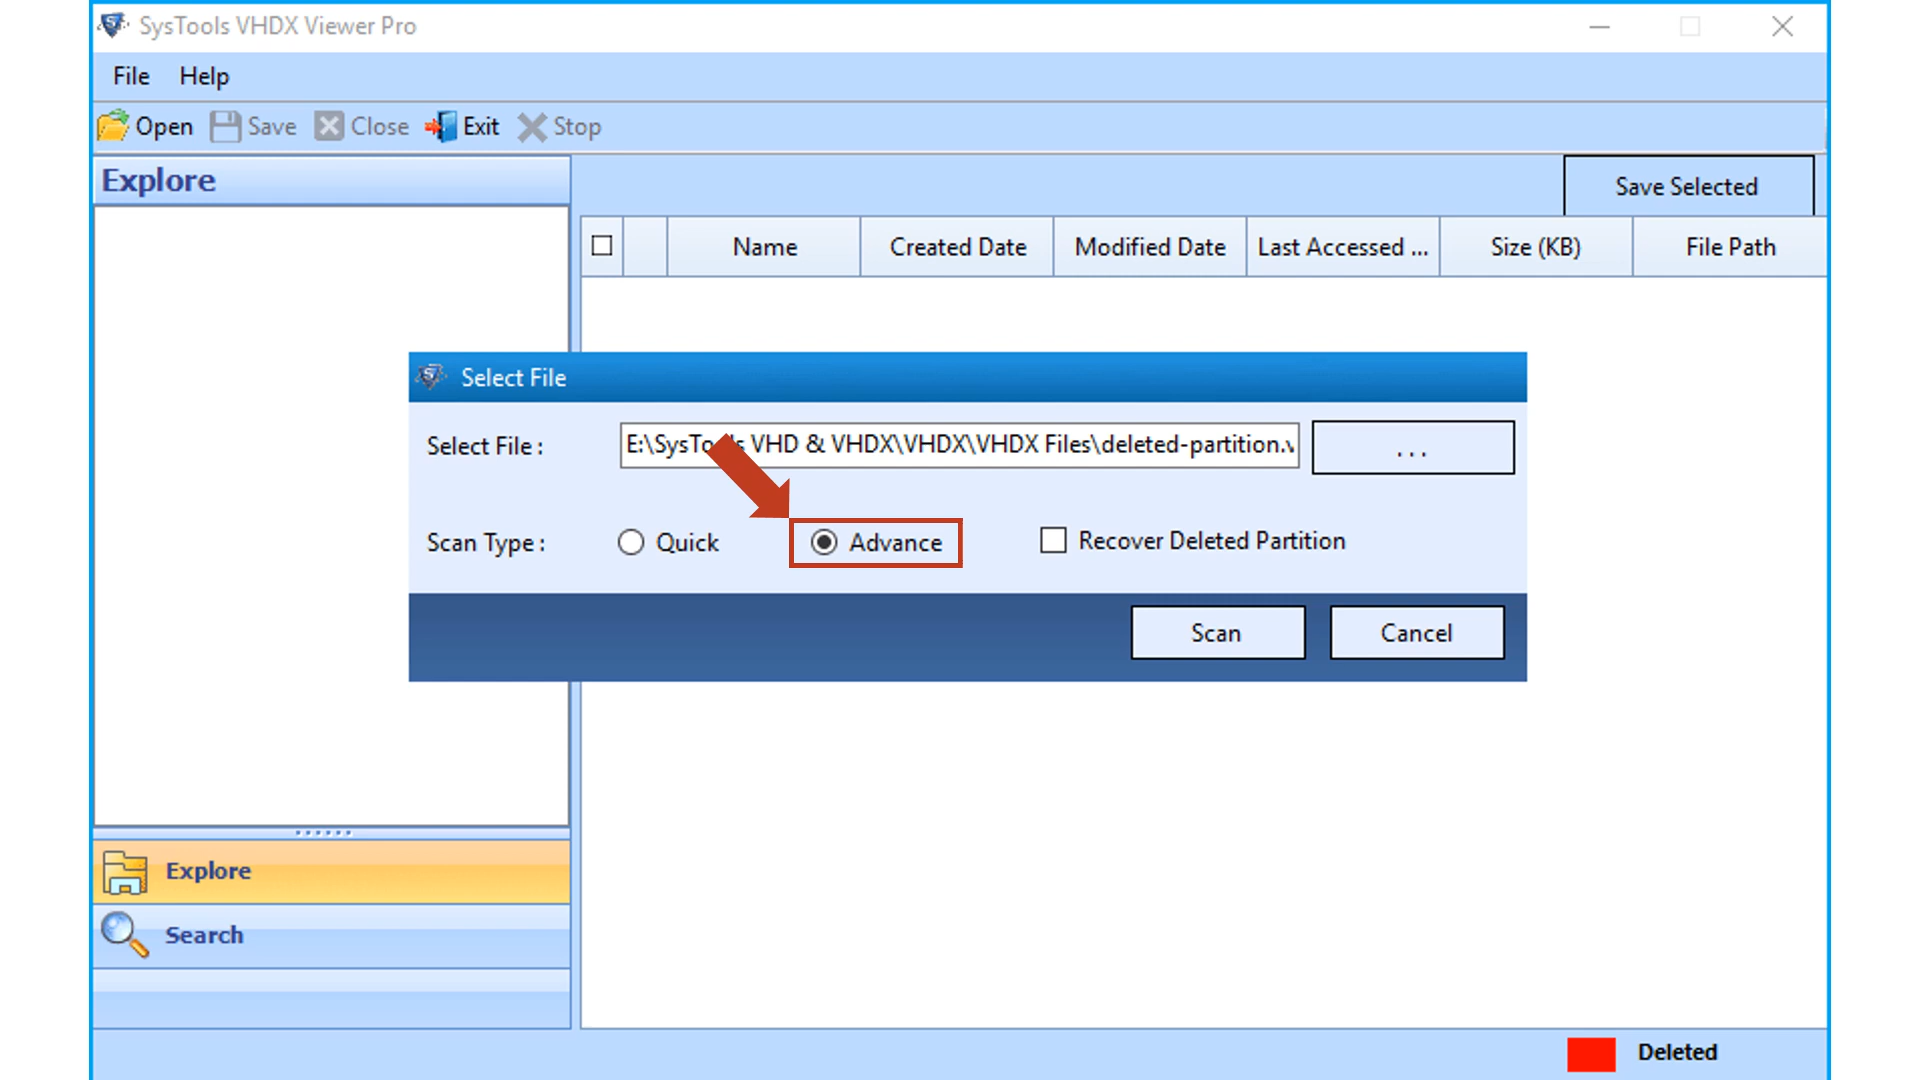 SysTools VHDX Viewer Pro
File Help
Open Save Close Exit Stop
Explore
Save Selected
Name Created Date Modified Date Last Accessed ... Size (KB) File Path
Select File
Select File : E:\SysTools VHD & VHDX\VHDX\VHDX Files\deleted-partition.v ...
Scan Type : Quick Advance Recover Deleted Partition
Scan Cancel
Explore
Search
Deleted